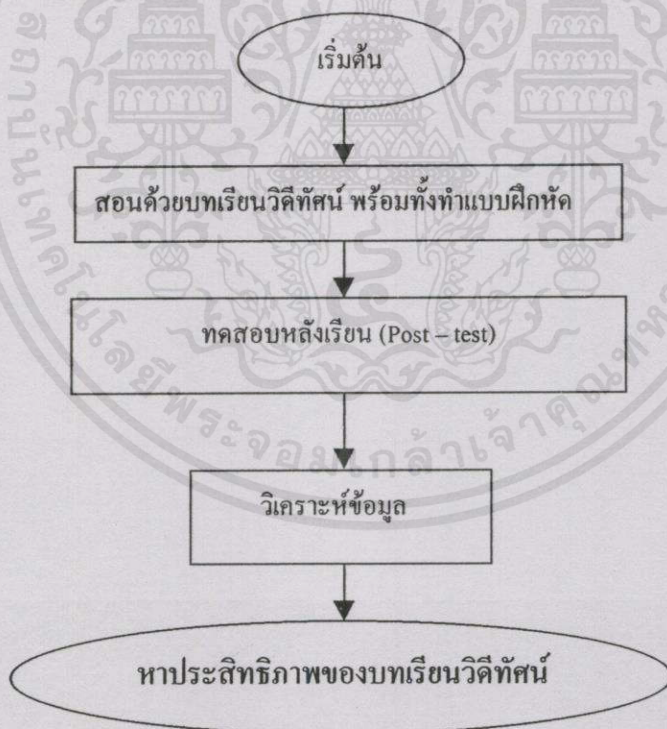 เริ่มต้น
สอนด้วยบทเรียนวิดีทัศน์ พร้อมทั้งทำแบบฝึกหัด
ทดสอบหลังเรียน (Post – test)
วิเคราะห์ข้อมูล
หาประสิทธิภาพของบทเรียนวิดีทัศน์